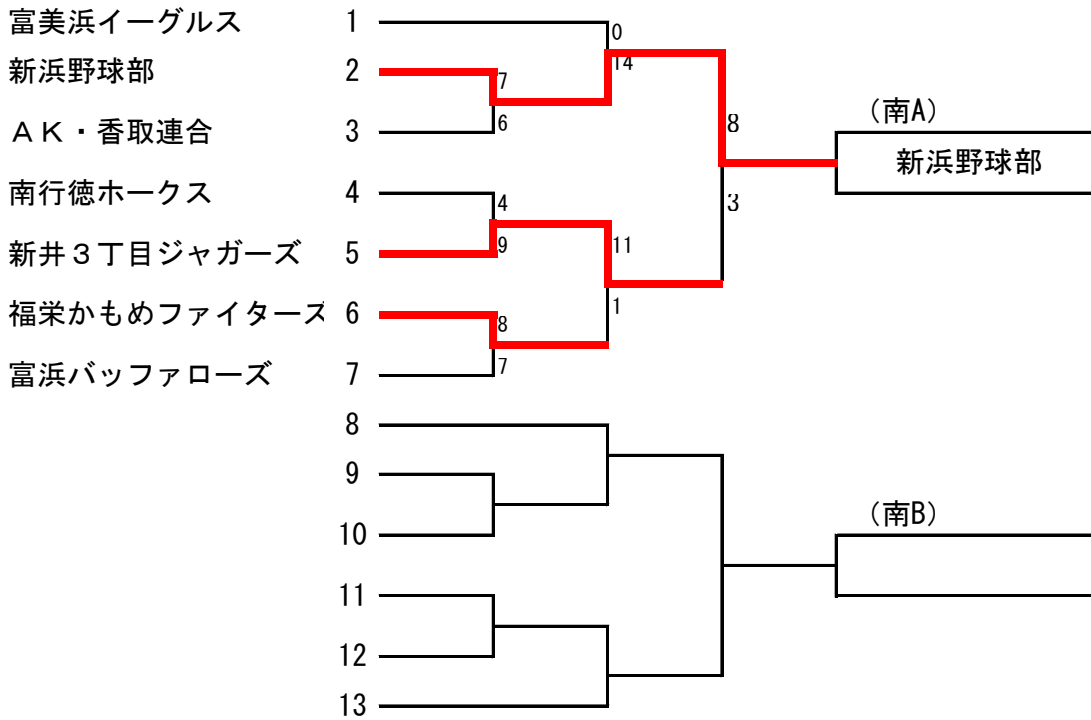 富美浜イーグルス 1
0
新浜野球部 2
7
14
6
ＡＫ・香取連合 3
8
（南A）
新浜野球部
南行徳ホークス 4
4
3
新井３丁目ジャガーズ 5
9
11
福栄かもめファイターズ 6
8
1
富浜バッファローズ 7
7
8
9
10
（南B）
11
12
13